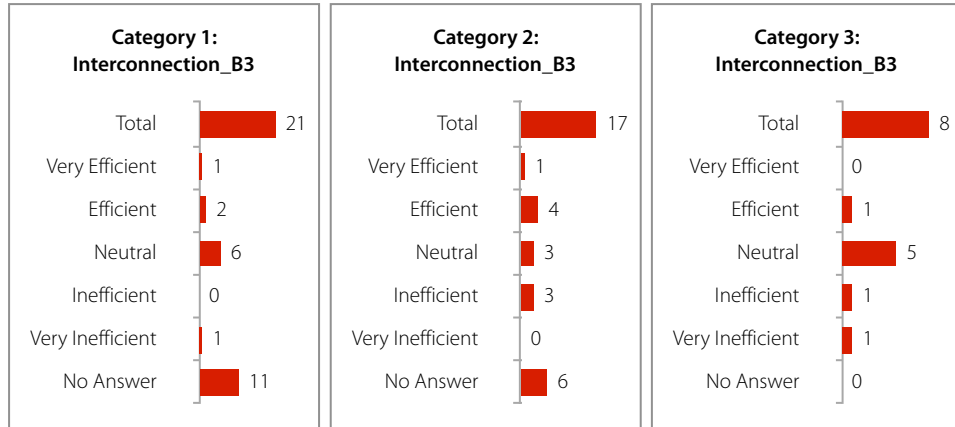 Category 1:
Interconnection_B3
Total 21
Very Efficient 1
Efficient 2
Neutral 6
Inefficient 0
Very Inefficient 1
No Answer 11
Category 2:
Interconnection_B3
Total 17
Very Efficient 1
Efficient 4
Neutral 3
Inefficient 3
Very Inefficient 0
No Answer 6
Category 3:
Interconnection_B3
Total 8
Very Efficient 0
Efficient 1
Neutral 5
Inefficient 1
Very Inefficient 1
No Answer 0